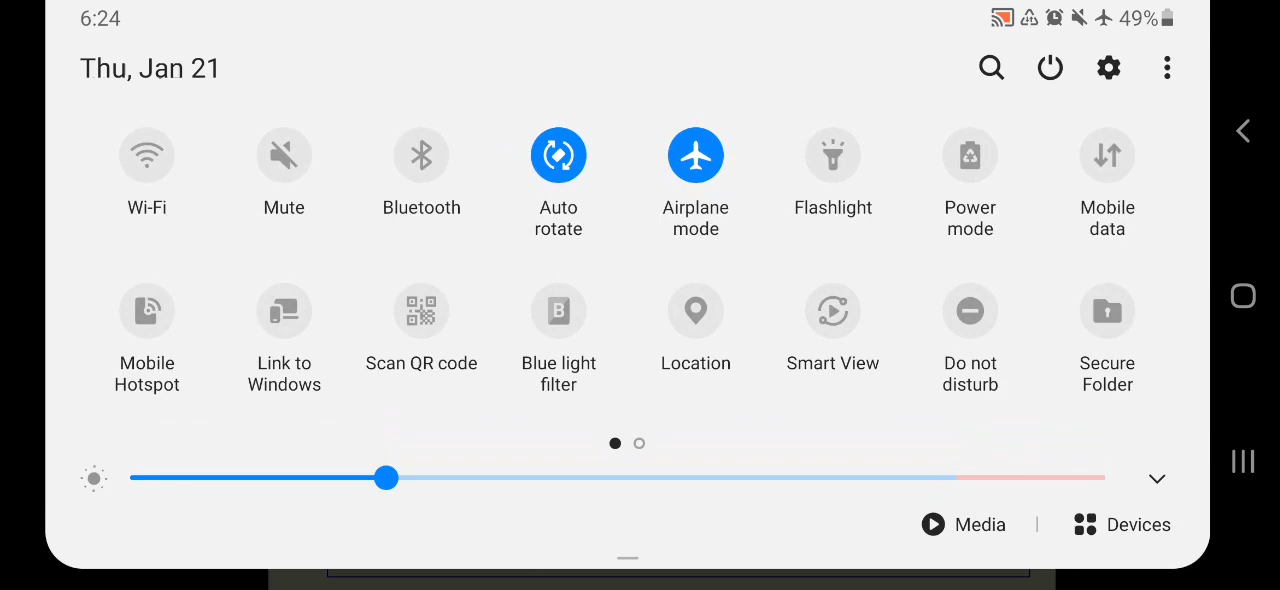 6:24
49%
Thu, Jan 21
Wi-Fi
Mute
Bluetooth
Auto
rotate
Airplane
mode
Flashlight
Power
mode
Mobile
data
Mobile
Hotspot
Link to
Windows
Scan QR code
B
Blue light
filter
Location
Smart View
Do not
disturb
Secure
Folder
Media
Devices